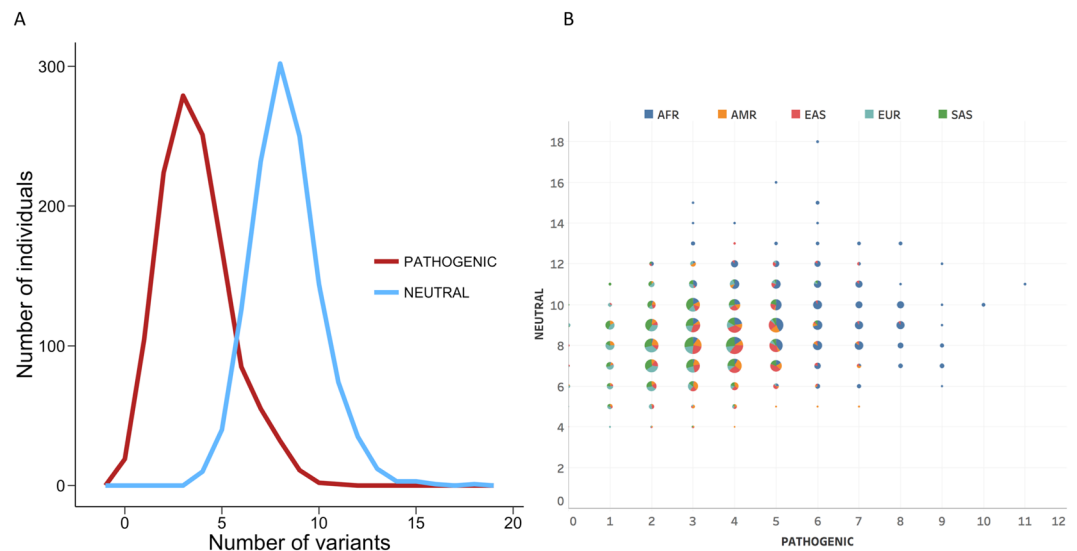 A
300
200
100
0
Number of individuals
PATHOGENIC
NEUTRAL
0 5 10 15 20
Number of variants
B
AFR AMR EAS EUR SAS
18
16
14
12
10
8
6
4
2
0
NEUTRAL
0 1 2 3 4 5 6 7 8 9 10 11 12
PATHOGENIC